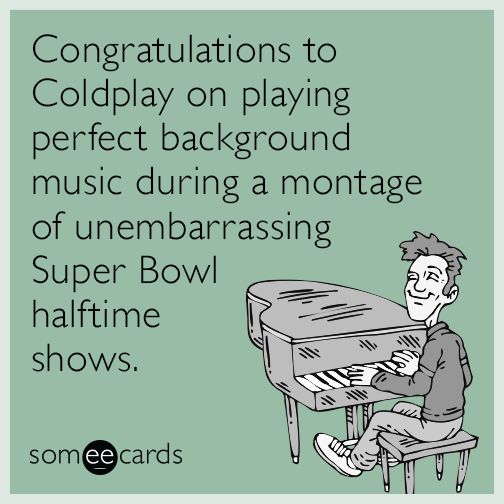 Congratulations to
Coldplay on playing
perfect background
music during a montage
of unembarrassing
Super Bowl
halftime
shows.
someecards